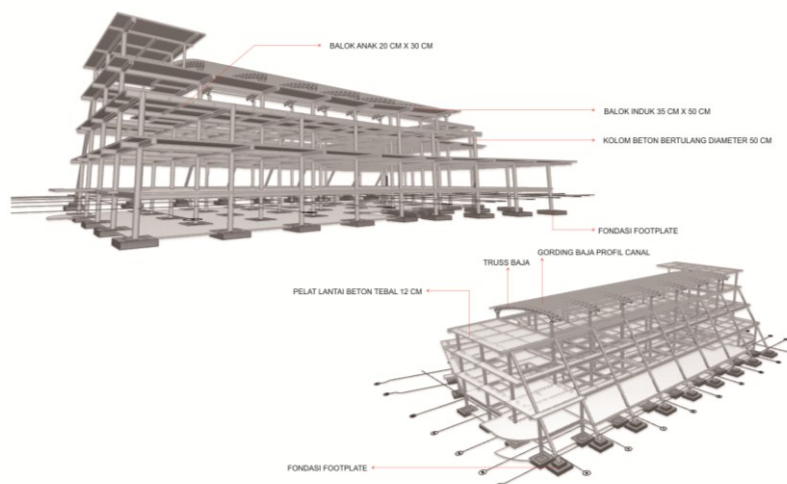 BALOK ANAK 20 CM X 30 CM
BALOK INDUK 35 CM X 50 CM
KOLOM BETON BERTULANG DIAMETER 50 CM
FONDASI FOOTPLATE
GORDING BAJA PROFIL CANAL
TRUSS BAJA
PELAT LANTAI BETON TEBAL 12 CM
FONDASI FOOTPLATE